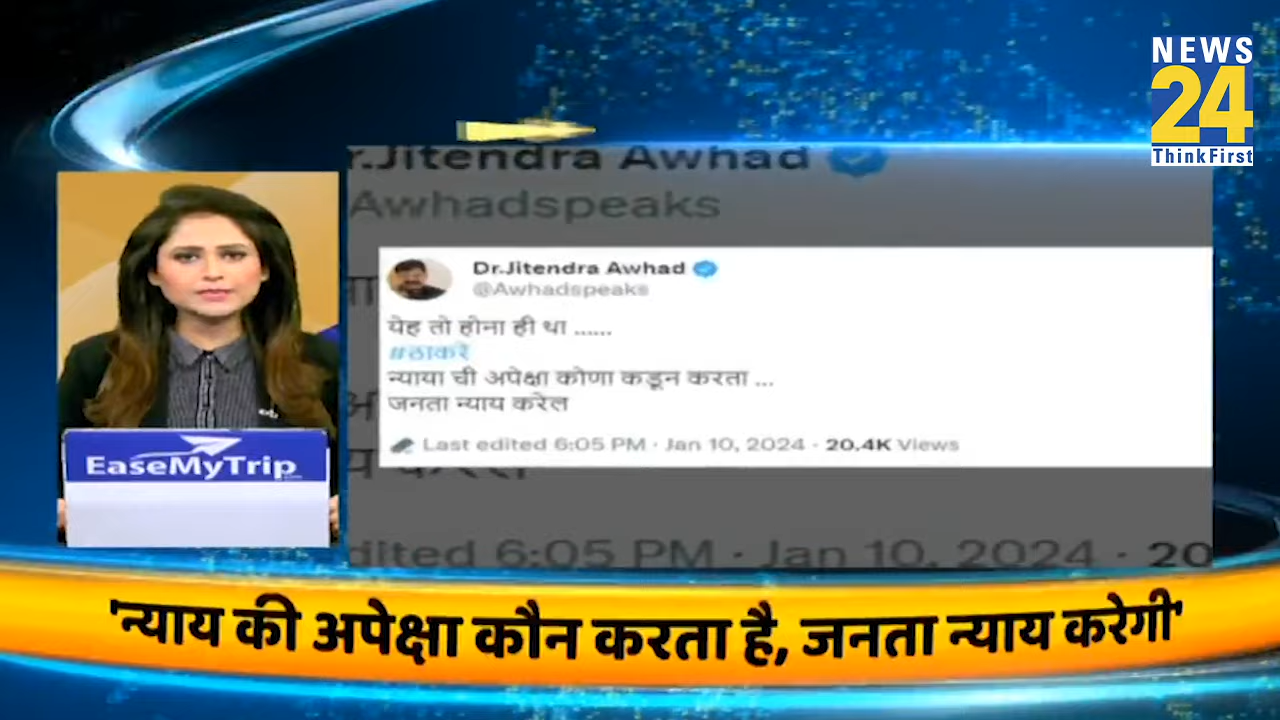 NEWS
24
ThinkFirst
r.Jitendra Awhad
Awhadspeaks
Dr.Jitendra Awhad
@Awhadspeaks
येह तो होना ही था ......
#ठाकरे
न्याया ची अपेक्षा कोणा कडून करता ...
जनता न्याय करेल
Last edited 6:05 PM · Jan 10, 2024 · 20.4K Views
dited 6:05 PM · Jan 10, 2024 · 20
EaseMyTrip
'न्याय की अपेक्षा कौन करता है, जनता न्याय करेगी'